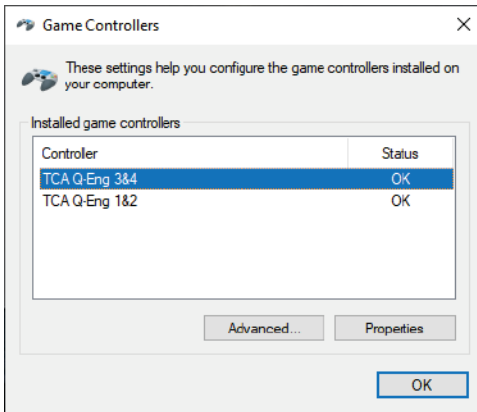 Game Controllers
These settings help you configure the game controllers installed on
your computer.
Installed game controllers
Controller Status
TCA Q-Eng 3&4 OK
TCA Q-Eng 1&2 OK
Advanced... Properties
OK